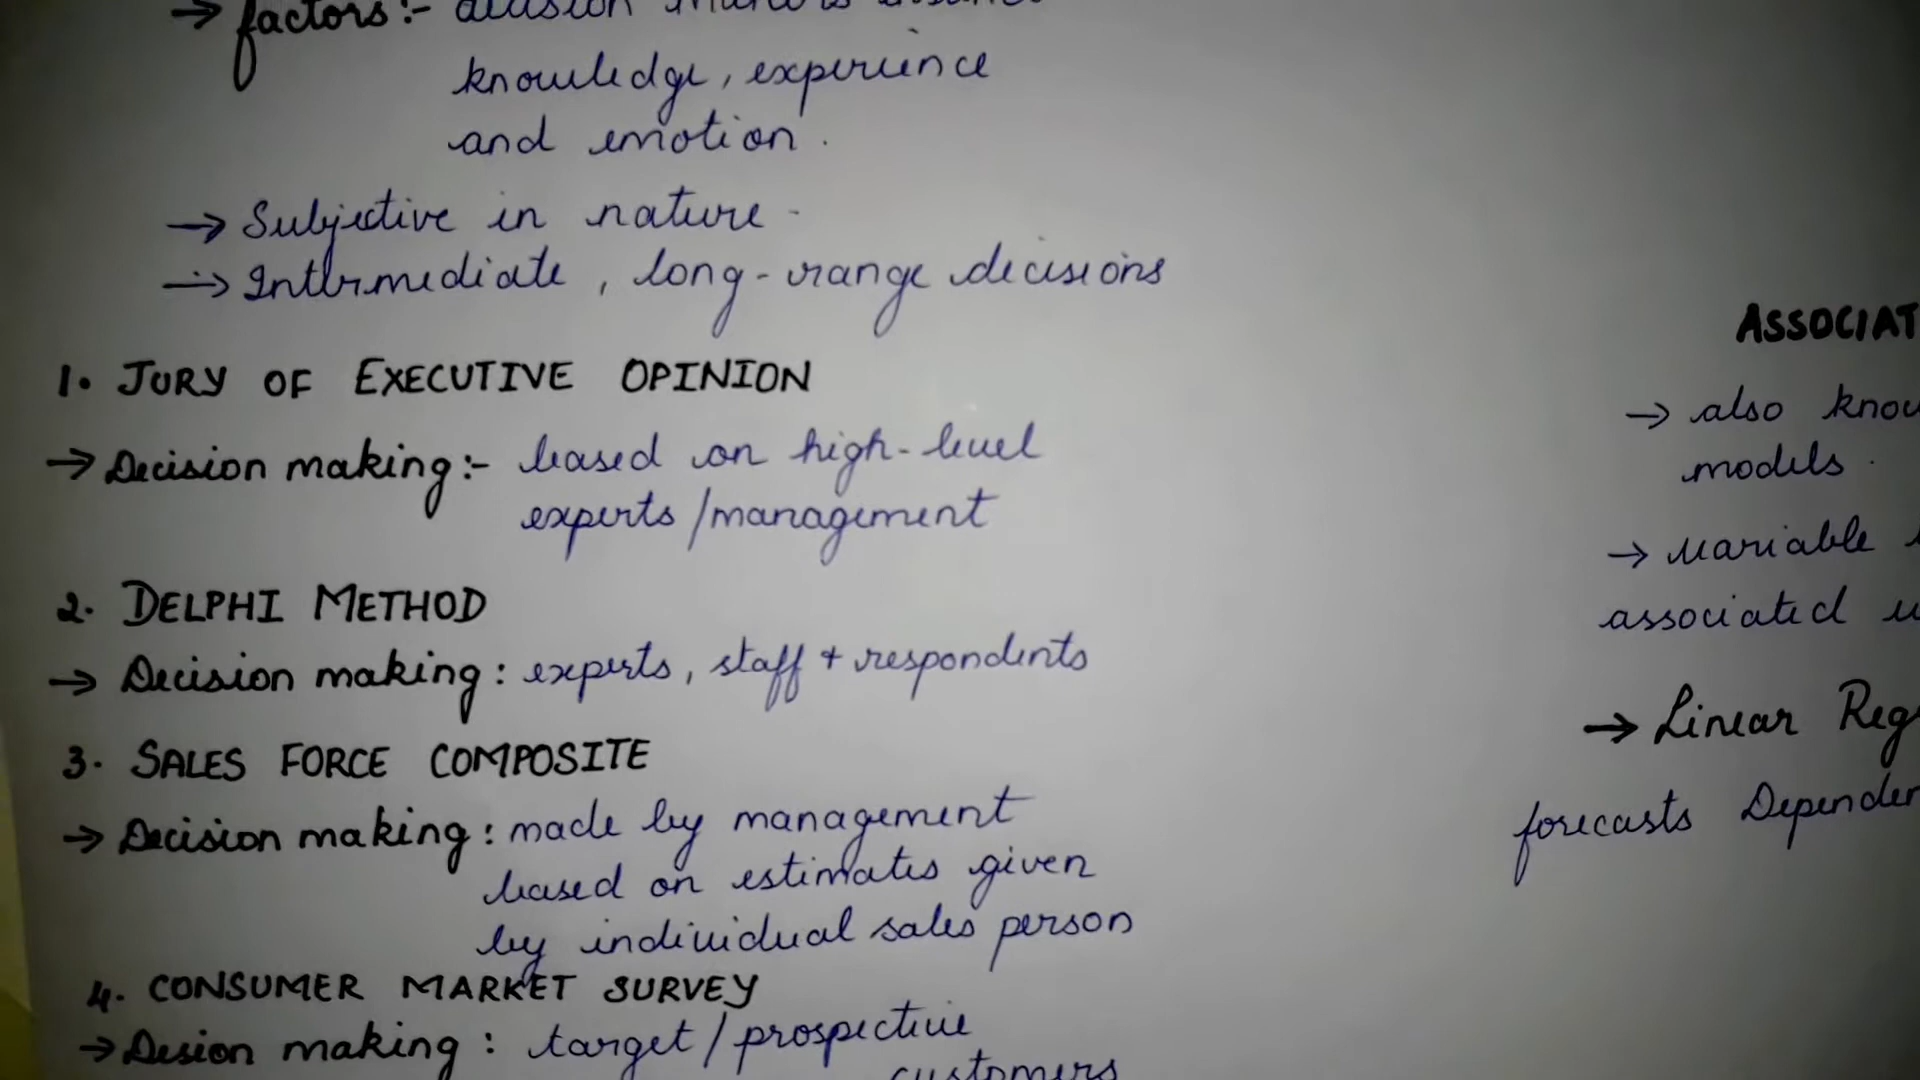 → factors:- decision
knowledge, experience
and emotion.
→ Subjective in nature.
→ Intermediate, long-range decisions
1. JURY OF EXECUTIVE OPINION
→ Decision making:- based on high-level
experts/management
2. DELPHI METHOD
→ Decision making: experts, staff + respondents
3. SALES FORCE COMPOSITE
→ Decision making: made by management
based on estimates given
by individual sales person
4. CONSUMER MARKET SURVEY
→ Desion making: target/prospective
customers
ASSOCIAT
→ also know
models.
→ variable
associated
→ Linear Reg
forecasts Depender